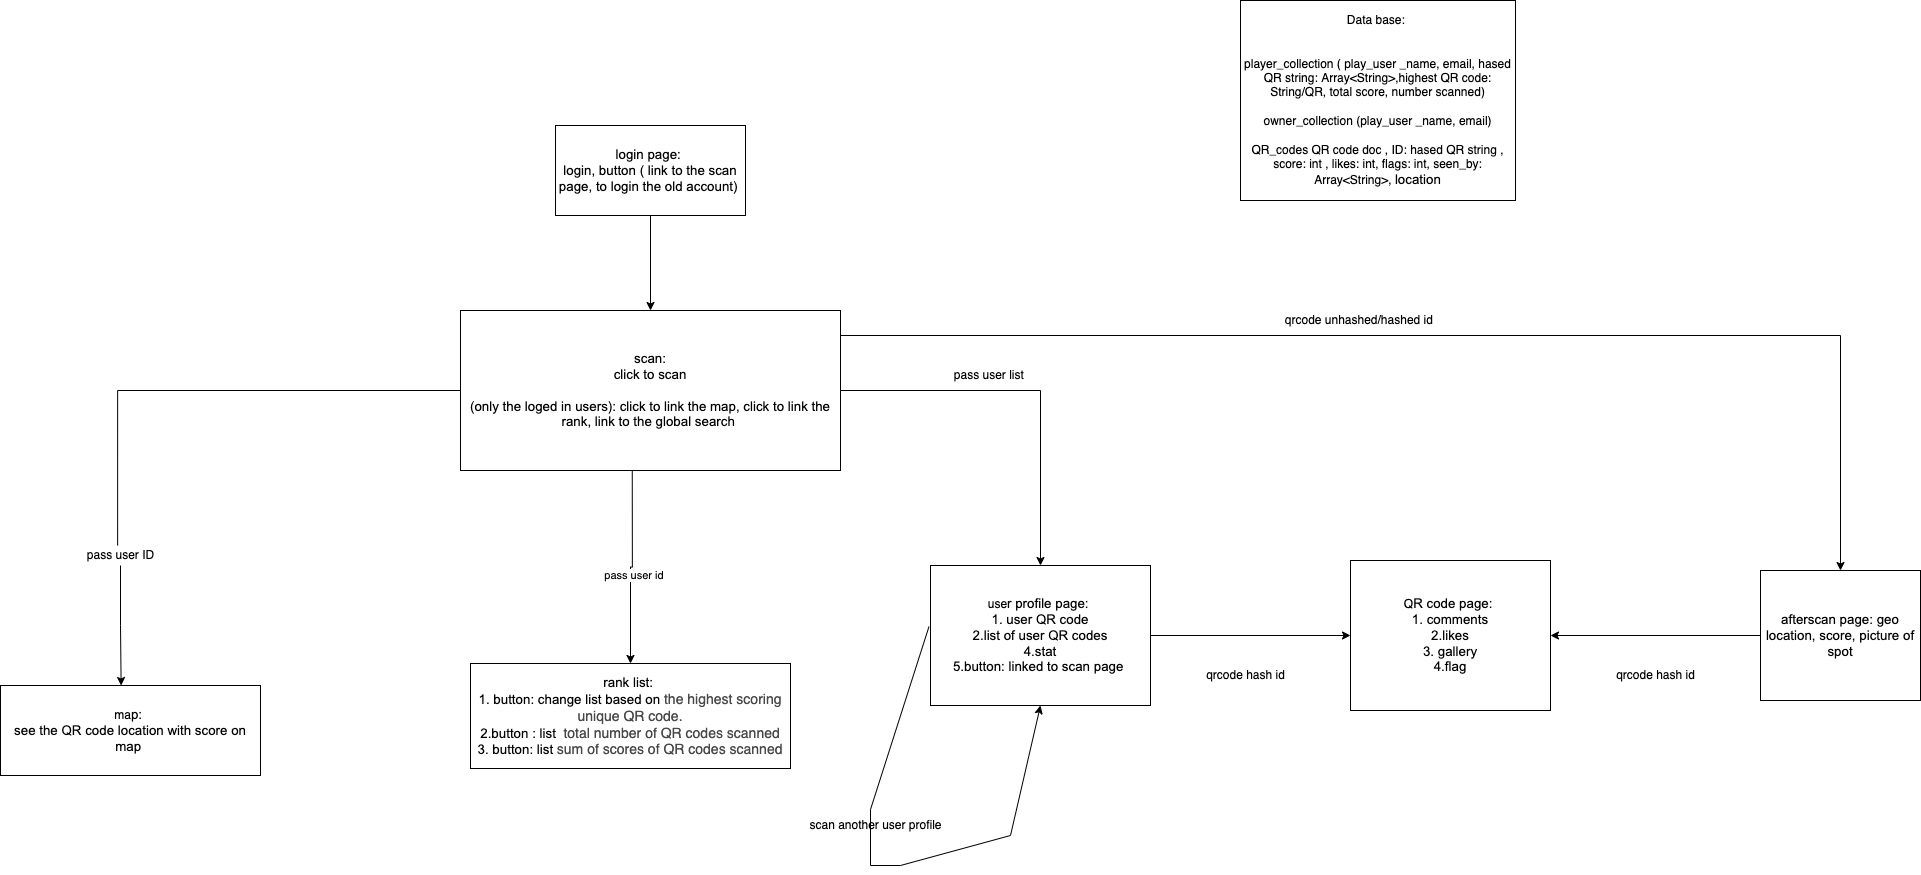 Data base:
player_collection ( play_user _name, email, hased
QR string: Array<String>,highest QR code:
String/QR, total score, number scanned)
owner_collection (play_user _name, email)
QR_codes QR code doc , ID: hased QR string ,
score: int , likes: int, flags: int, seen_by:
Array<String>, location
login page:
login, button ( link to the scan
page, to login the old account)
scan:
click to scan
(only the loged in users): click to link the map, click to link the
rank, link to the global search
qrcode unhashed/hashed id
pass user list
pass user ID
pass user id
map:
see the QR code location with score on
map
rank list:
1. button: change list based on the highest scoring
unique QR code.
2.button : list  total number of QR codes scanned
3. button: list sum of scores of QR codes scanned
user profile page:
1. user QR code
2.list of user QR codes
4.stat
5.button: linked to scan page
scan another user profile
qrcode hash id
QR code page:
1. comments
2.likes
3. gallery
4.flag
qrcode hash id
afterscan page: geo
location, score, picture of
spot